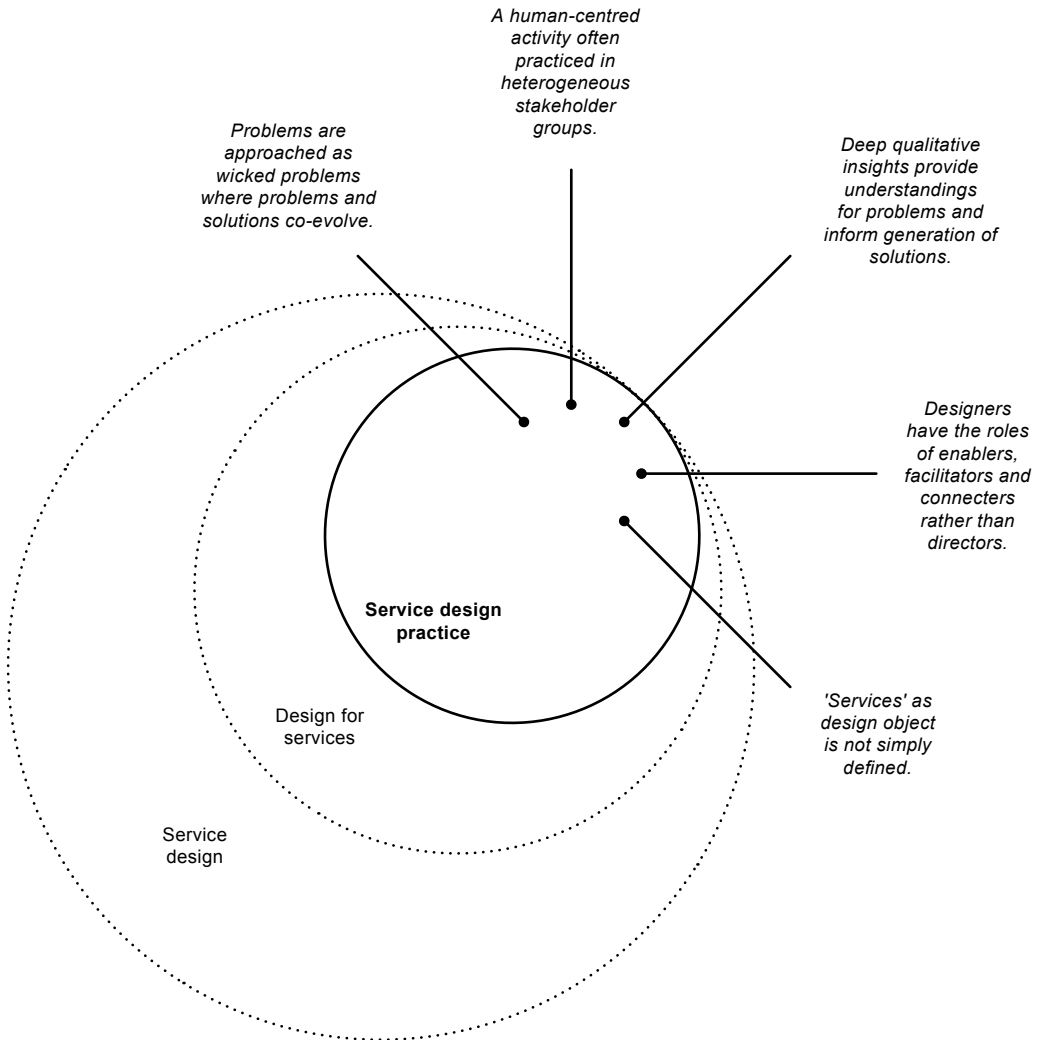 A human-centred
activity often
practiced in
heterogeneous
stakeholder
groups.
Problems are
approached as
wicked problems
where problems and
solutions co-evolve.
Deep qualitative
insights provide
understandings
for problems and
inform generation of
solutions.
Designers
have the roles
of enablers,
facilitators and
connecters
rather than
directors.
Service design
practice
'Services' as
design object
is not simply
defined.
Design for
services
Service
design